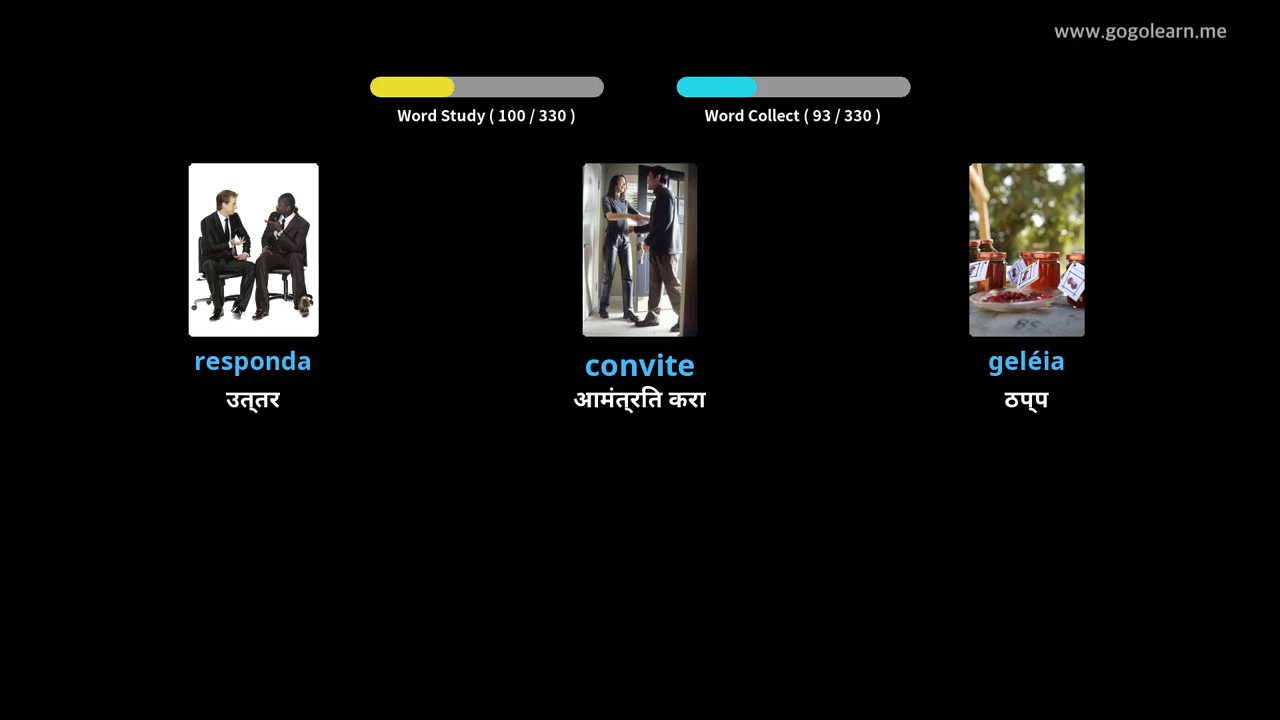 www.gogolearn.me
Word Study ( 100 / 330 )
Word Collect ( 93 / 330 )
responda
convite
geléia
उत्तर
आमंत्रित करा
ठप्प